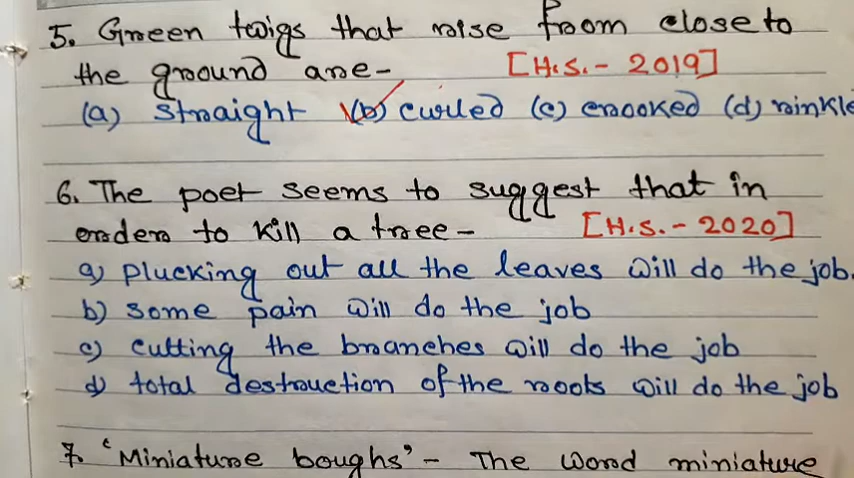 5. Green twigs that rise from close to
the ground are- [H.S.- 2019]
(a) straight (b) curled (c) crooked (d) rinkle
6. The poet seems to suggest that in
order to kill a tree- [H.S.- 2020]
a) plucking out all the leaves will do the job.
b) some pain will do the job
c) cutting the branches will do the job
d) total destruction of the roots will do the job
7. 'Miniature boughs' - The word miniature